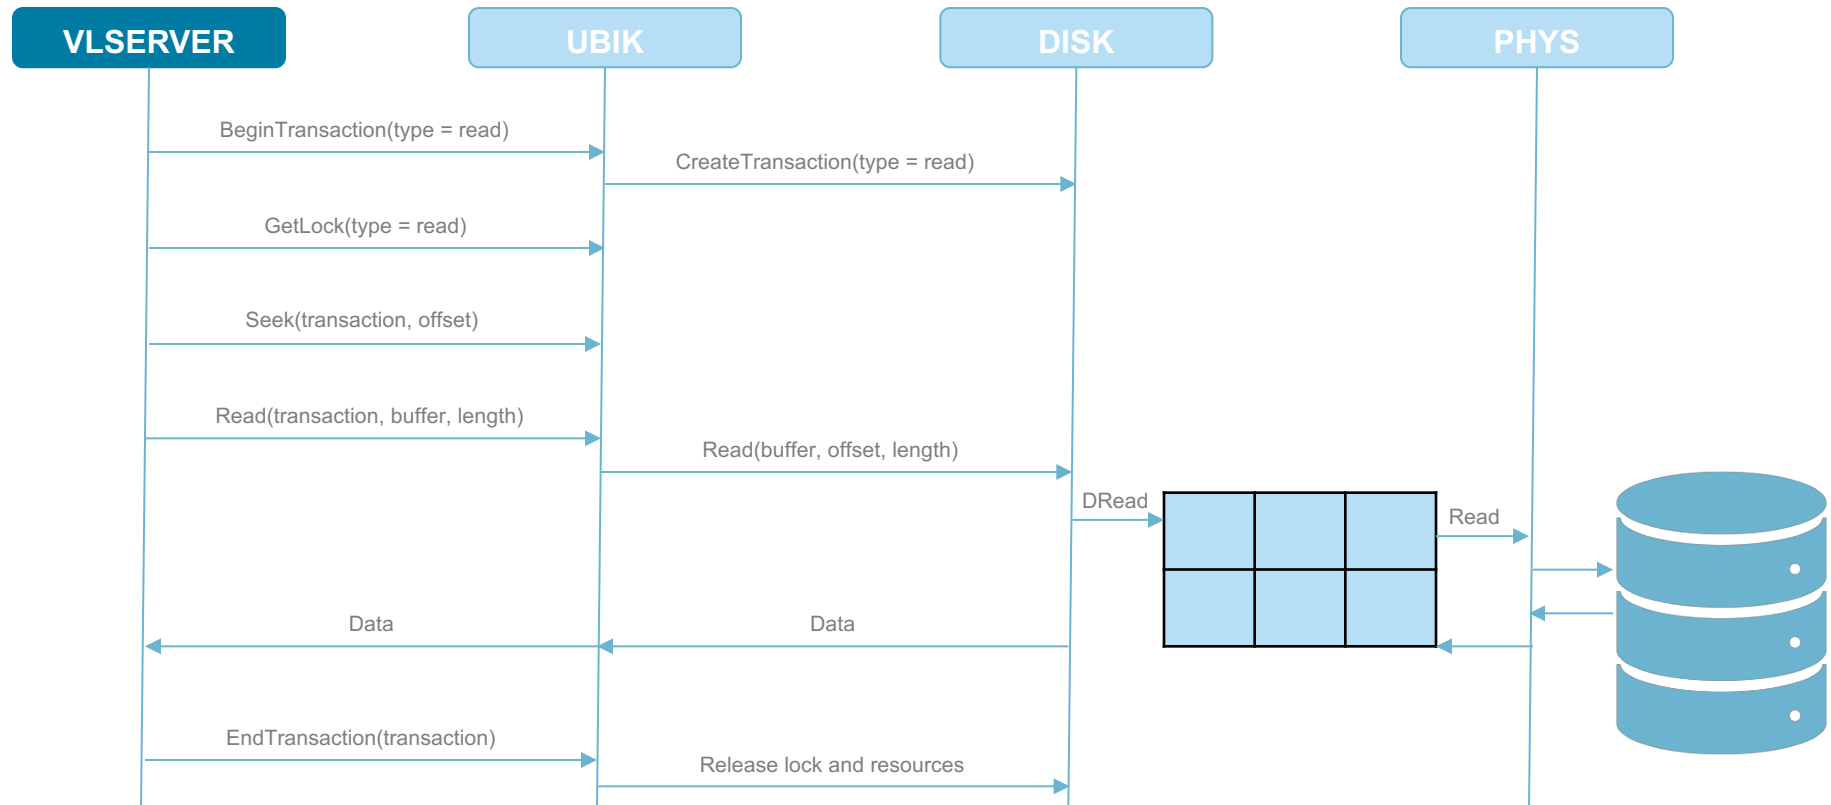 VLSERVER
UBIK
DISK
PHYS
BeginTransaction(type = read)
CreateTransaction(type = read)
GetLock(type = read)
Seek(transaction, offset)
Read(transaction, buffer, length)
Read(buffer, offset, length)
DRead
Read
Data
Data
EndTransaction(transaction)
Release lock and resources